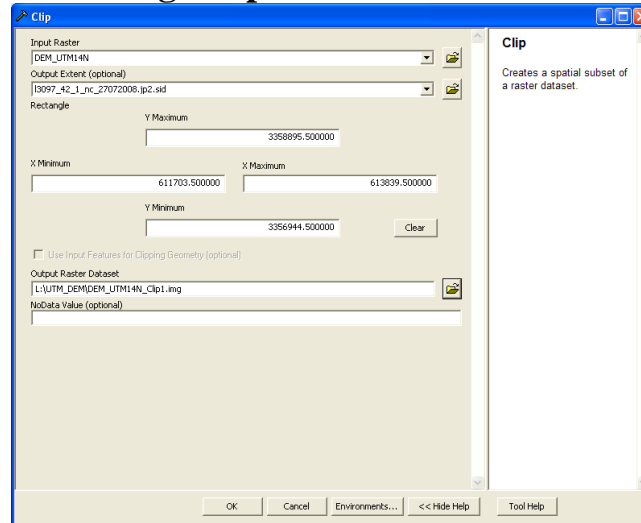 Clip
Input Raster
DEM_UTM14N
Output Extent (optional)
l3097_42_1_nc_27072008.jp2.sid
Rectangle
Y Maximum
3358895.500000
X Minimum
X Maximum
611703.500000
613839.500000
Y Minimum
3356944.500000
Clear
Use Input Features for Clipping Geometry (optional)
Output Raster Dataset
L:\UTM_DEM\DEM_UTM14N_Clip1.img
NoData Value (optional)
OK
Cancel
Environments...
<< Hide Help
Clip
Creates a spatial subset of
a raster dataset.
Tool Help